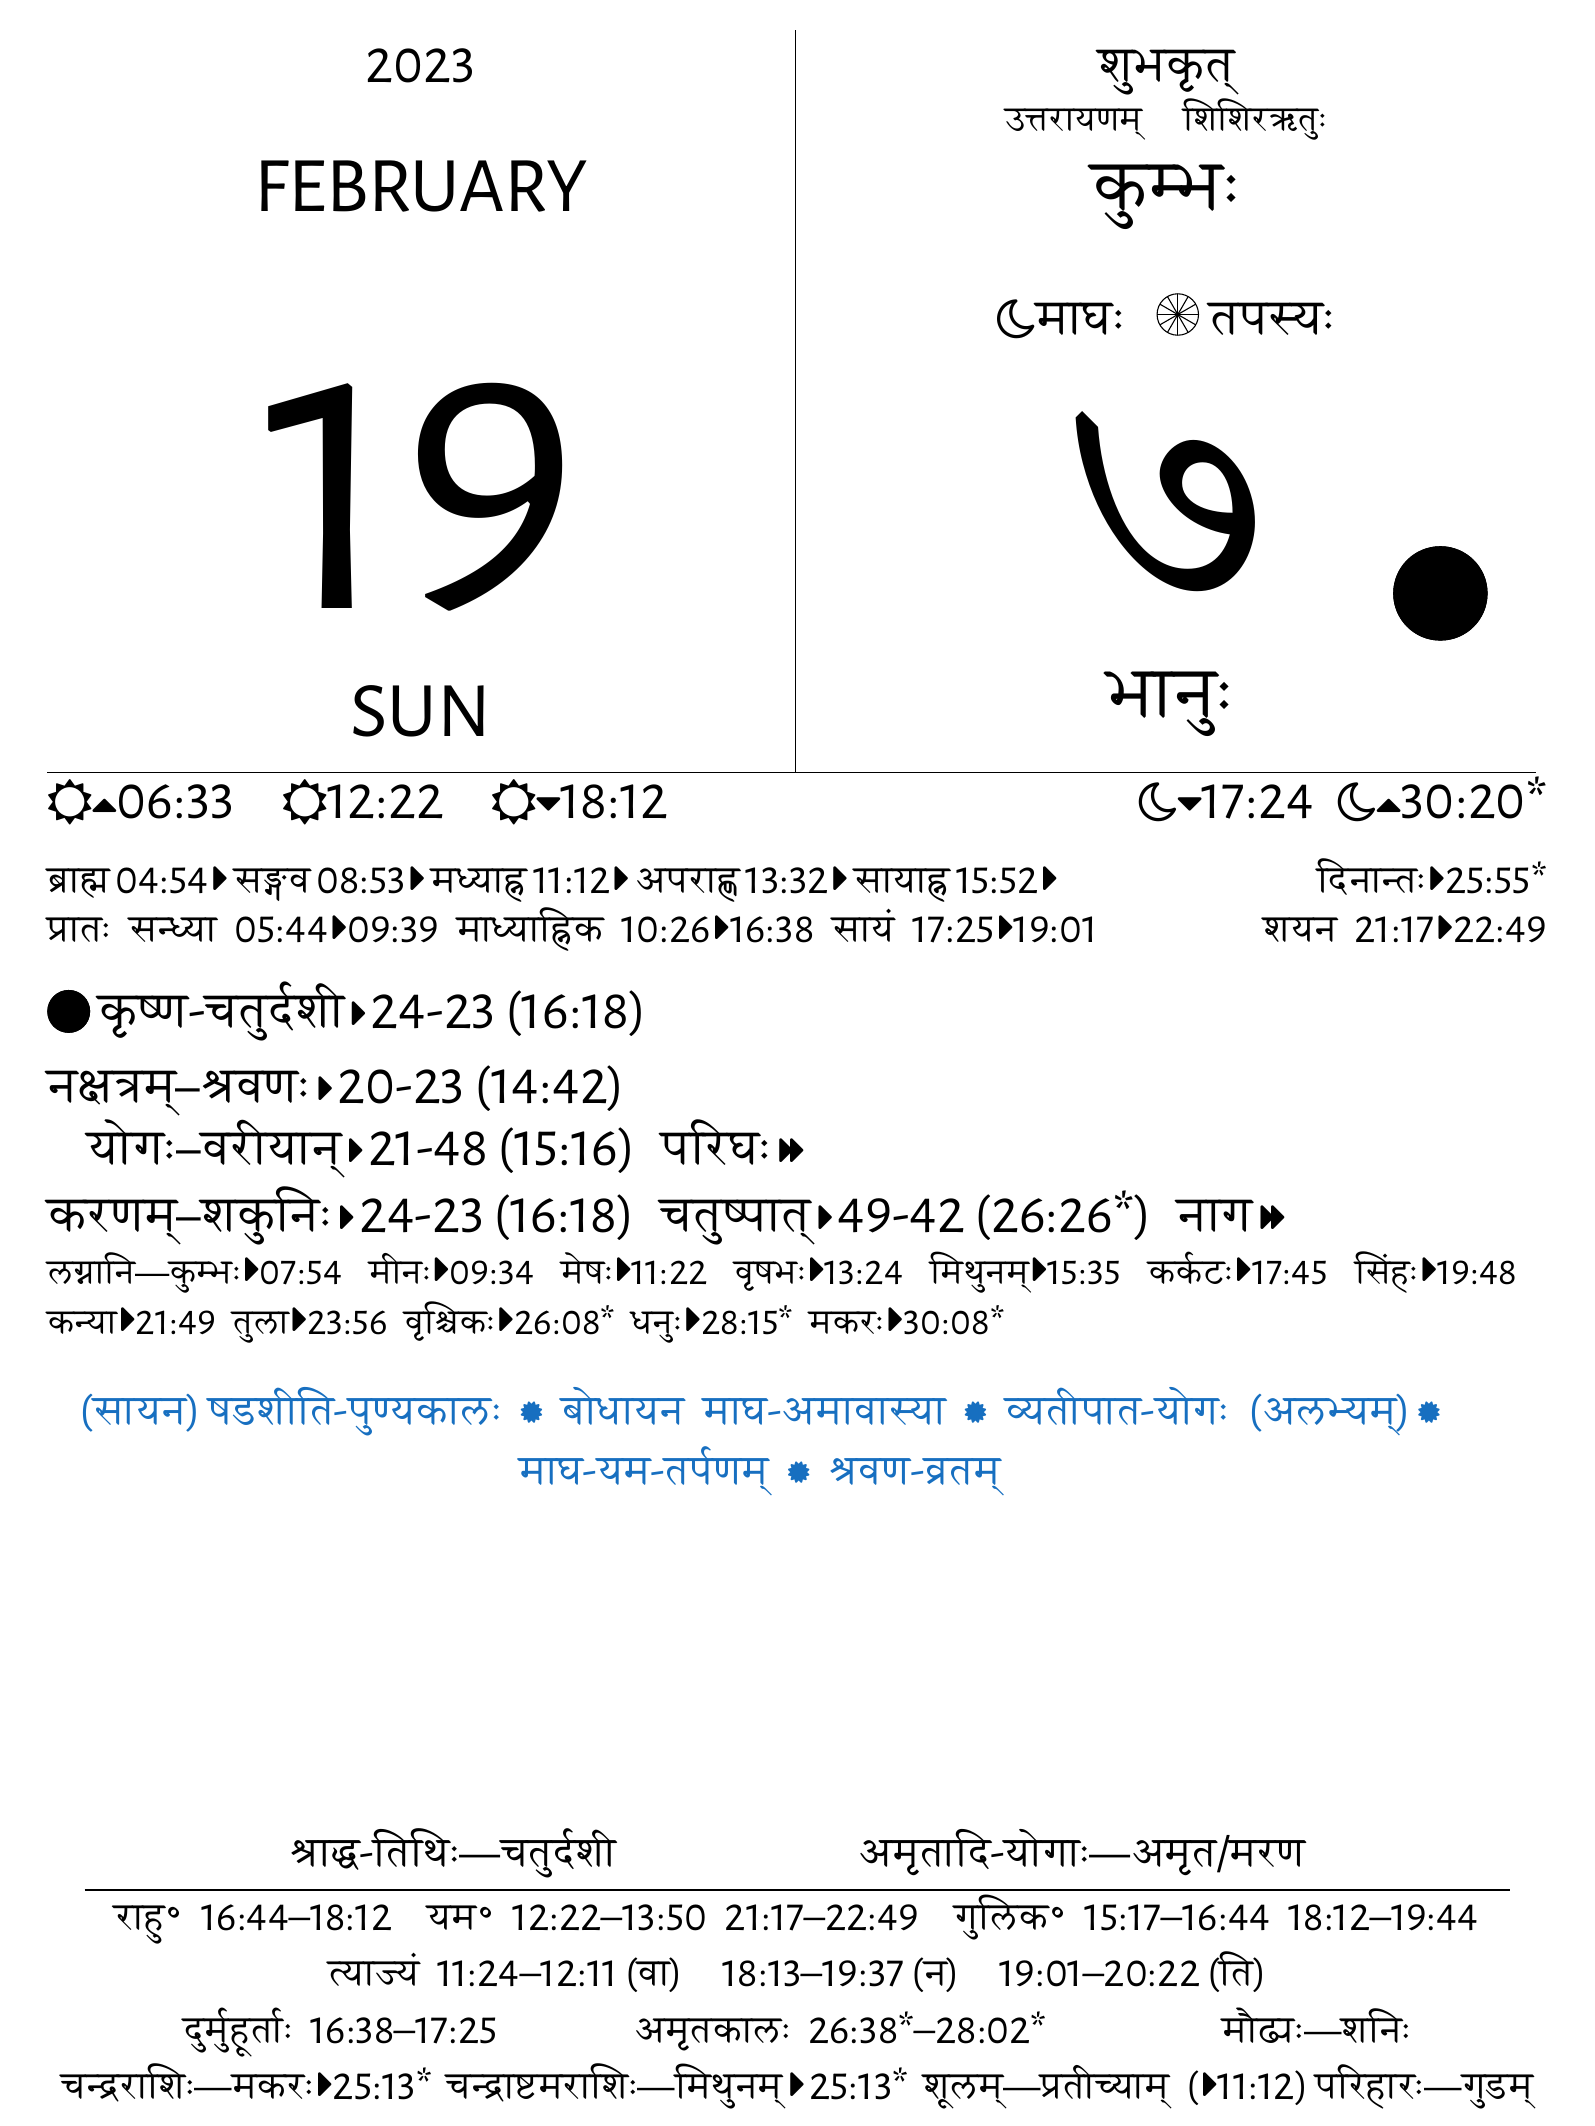 2023
FEBRUARY
19
SUN
शुभकृत्
उत्तरायणम् शिशिरऋतुः
कुम्भः
माघः तपस्यः
७
भानुः
06:33 12:22 18:12 17:24 30:20*
ब्राह्म 04:54 सङ्गव 08:53 मध्याह्न 11:12 अपराह्ण 13:32 सायाह्न 15:52 दिनान्तः 25:55*
प्रातः सन्ध्या 05:44 09:39 माध्याह्निक 10:26 16:38 सायं 17:25 19:01 शयन 21:17 22:49
कृष्ण-चतुर्दशी 24-23 (16:18)
नक्षत्रम्–श्रवणः 20-23 (14:42)
योगः–वरीयान् 21-48 (15:16) परिघः
करणम्–शकुनिः 24-23 (16:18) चतुष्पात् 49-42 (26:26*) नाग
लग्नानि—कुम्भः 07:54 मीनः 09:34 मेषः 11:22 वृषभः 13:24 मिथुनम् 15:35 कर्कटः 17:45 सिंहः 19:48
कन्या 21:49 तुला 23:56 वृश्चिकः 26:08* धनुः 28:15* मकरः 30:08*
(सायन) षडशीति-पुण्यकालः बोधायन माघ-अमावास्या व्यतीपात-योगः (अलभ्यम्)
माघ-यम-तर्पणम् श्रवण-व्रतम्
श्राद्ध-तिथिः—चतुर्दशी अमृतादि-योगाः—अमृत/मरण
राहु॰ 16:44–18:12 यम॰ 12:22–13:50 21:17–22:49 गुलिक॰ 15:17–16:44 18:12–19:44
त्याज्यं 11:24–12:11 (वा) 18:13–19:37 (न) 19:01–20:22 (ति)
दुर्मुहूर्ताः 16:38–17:25 अमृतकालः 26:38*–28:02* मौढ्यः—शनिः
चन्द्रराशिः—मकरः 25:13* चन्द्राष्टमराशिः—मिथुनम् 25:13* शूलम्—प्रतीच्याम् (11:12) परिहारः—गुडम्